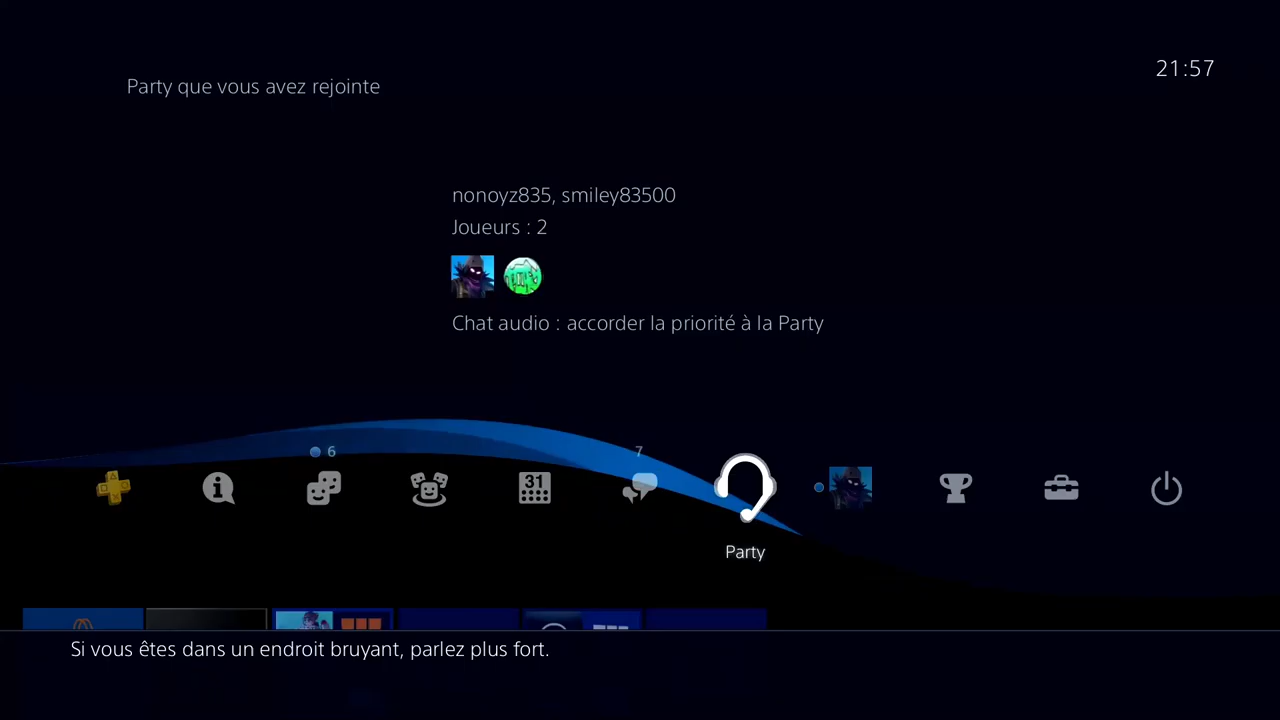 21:57
Party que vous avez rejointe
nonoyz835, smiley83500
Joueurs : 2
Chat audio : accorder la priorité à la Party
6
7
31
Party
Si vous êtes dans un endroit bruyant, parlez plus fort.